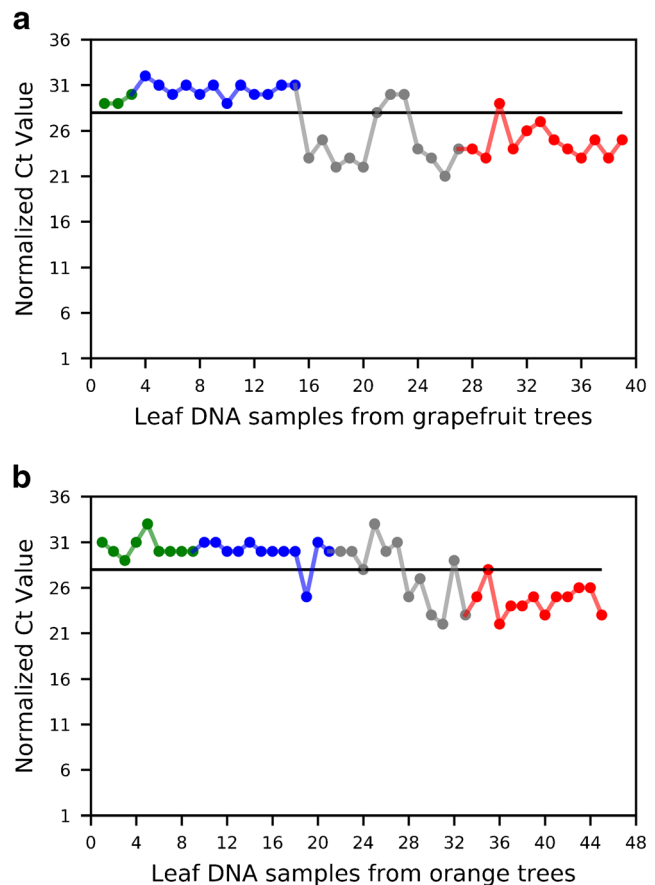 a
36
31
26
21
16
11
6
1
Normalized Ct Value
0 4 8 12 16 20 24 28 32 36 40
Leaf DNA samples from grapefruit trees
b
36
31
26
21
16
11
6
1
Normalized Ct Value
0 4 8 12 16 20 24 28 32 36 40 44 48
Leaf DNA samples from orange trees